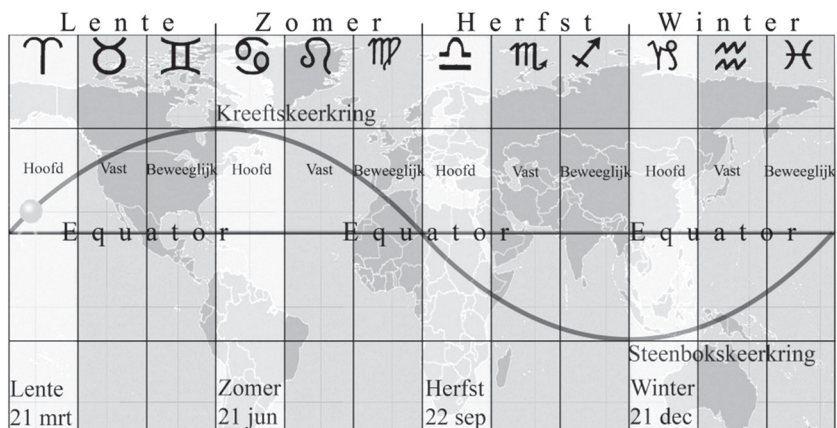 Lente Zomer Herfst Winter
♈ ♉ ♊ ♋ ♌ ♍ ♎ ♏ ♐ ♑ ♒ ♓
Kreeftskeerkring
Hoofd Vast Beweeglijk Hoofd Vast Beweeglijk Hoofd Vast Beweeglijk Hoofd Vast Beweeglijk
Equator Equator Equator
Steenbokskeerkring
Lente Zomer Herfst Winter
21 mrt 21 jun 22 sep 21 dec